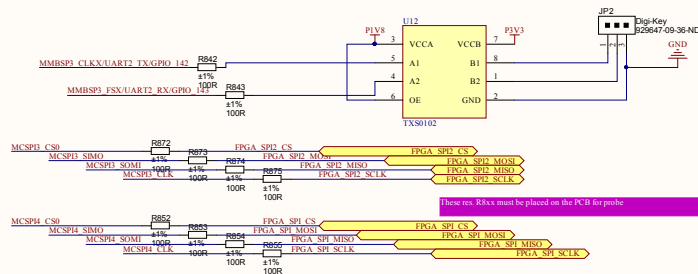 JP2
Digi-Key
929647-09-36-ND
U12
P1V8
P3V3
GND
3 VCCA VCCB 7
R842
MMBSP3_CLKX/UART2_TX/GPIO_142
±1%
100R
5 A1 B1 8
1 2 3
R843
MMBSP3_FSX/UART2_RX/GPIO_143
±1%
100R
4 A2 B2 1
6 OE GND 2
TXS0102
MCSPI3_CS0 R872 FPGA_SPI2_CS FPGA_SPI2_CS
±1%
100R
MCSPI3_SIMO R873 FPGA_SPI2_MOSI FPGA_SPI2_MOSI
±1%
100R
MCSPI3_SOMI R874 FPGA_SPI2_MISO FPGA_SPI2_MISO
±1%
100R
MCSPI3_CLK R875 FPGA_SPI2_SCLK FPGA_SPI2_SCLK
±1%
100R
These res. R8xx must be placed on the PCB for probe
MCSPI4_CS0 R852 FPGA_SPI_CS FPGA_SPI_CS
±1%
100R
MCSPI4_SIMO R853 FPGA_SPI_MOSI FPGA_SPI_MOSI
±1%
100R
MCSPI4_SOMI R854 FPGA_SPI_MISO FPGA_SPI_MISO
±1%
100R
MCSPI4_CLK R855 FPGA_SPI_SCLK FPGA_SPI_SCLK
±1%
100R